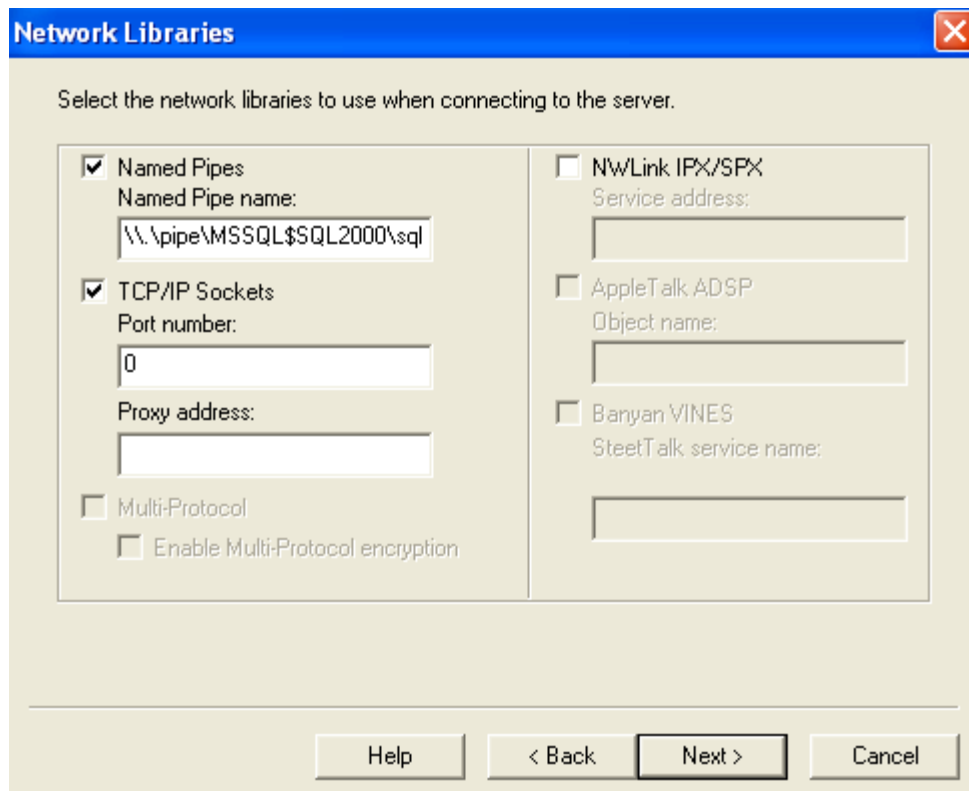 Network Libraries
Select the network libraries to use when connecting to the server.
Named Pipes
Named Pipe name:
\\.\pipe\MSSQL$SQL2000\sql
TCP/IP Sockets
Port number:
0
Proxy address:
Multi-Protocol
Enable Multi-Protocol encryption
NWLink IPX/SPX
Service address:
AppleTalk ADSP
Object name:
Banyan VINES
SteetTalk service name:
Help
< Back
Next >
Cancel